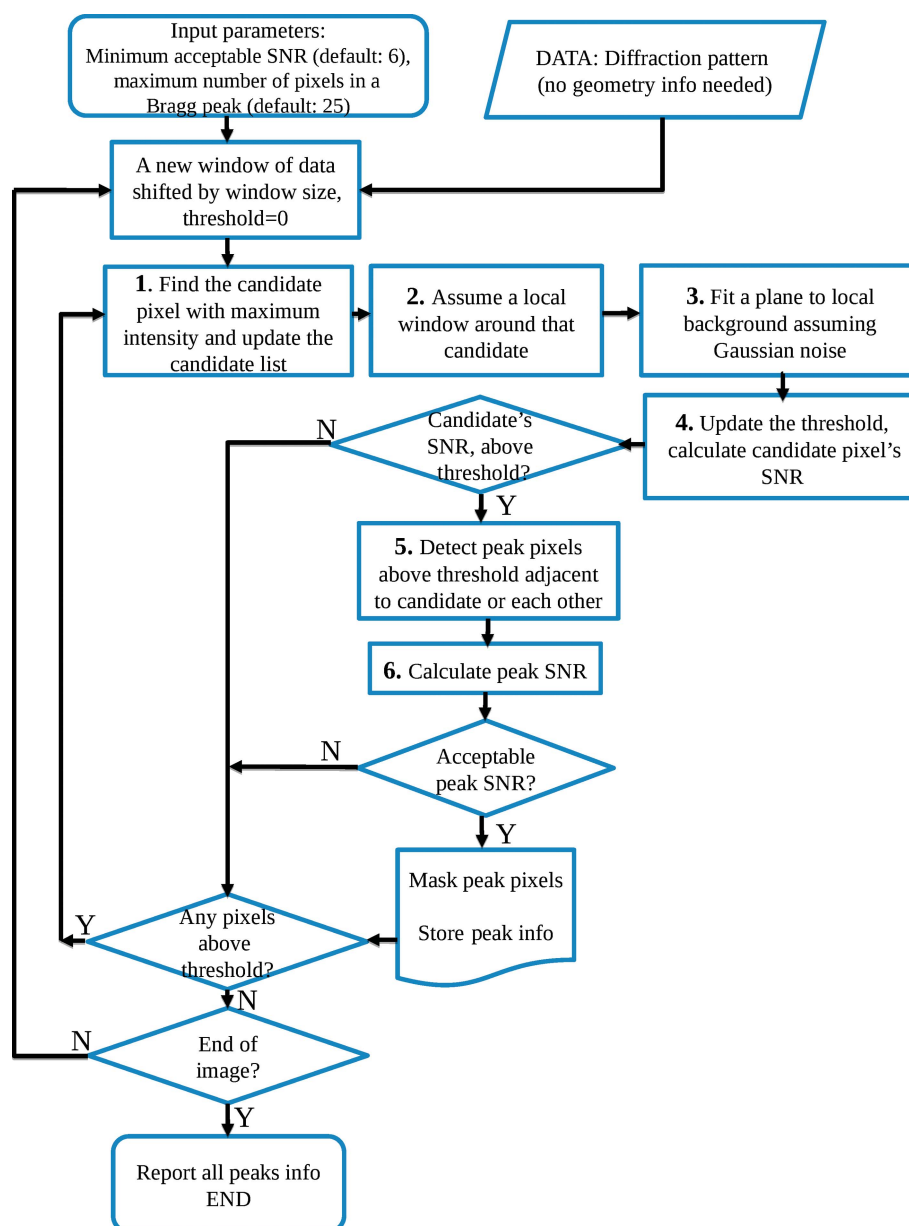 Input parameters:
Minimum acceptable SNR (default: 6),
maximum number of pixels in a
Bragg peak (default: 25)
DATA: Diffraction pattern
(no geometry info needed)
A new window of data
shifted by window size,
threshold=0
1. Find the candidate
pixel with maximum
intensity and update the
candidate list
2. Assume a local
window around that
candidate
3. Fit a plane to local
background assuming
Gaussian noise
4. Update the threshold,
calculate candidate pixel's
SNR
Candidate's
SNR, above
threshold?
N
Y
5. Detect peak pixels
above threshold adjacent
to candidate or each other
6. Calculate peak SNR
Acceptable
peak SNR?
N
Y
Mask peak pixels
Store peak info
Any pixels
above
threshold?
Y
N
End of
image?
N
Y
Report all peaks info
END